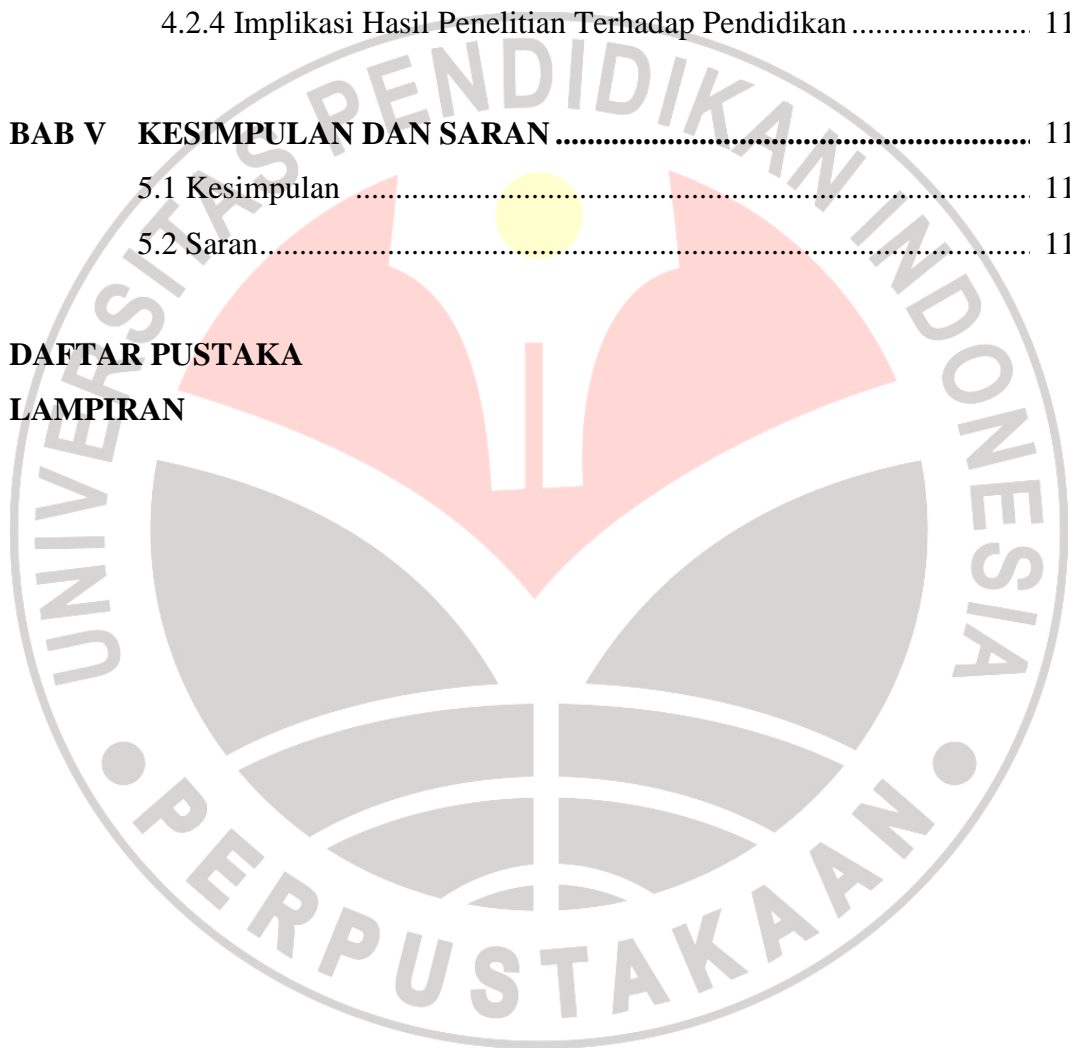 4.2.4 Implikasi Hasil Penelitian Terhadap Pendidikan ....................... 11
BAB V KESIMPULAN DAN SARAN ............................................................. 11
5.1 Kesimpulan ...................................................................................... 11
5.2 Saran.................................................................................................. 11
DAFTAR PUSTAKA
LAMPIRAN
UNIVERSITAS PENDIDIKAN INDONESIA
PERPUSTAKAAN